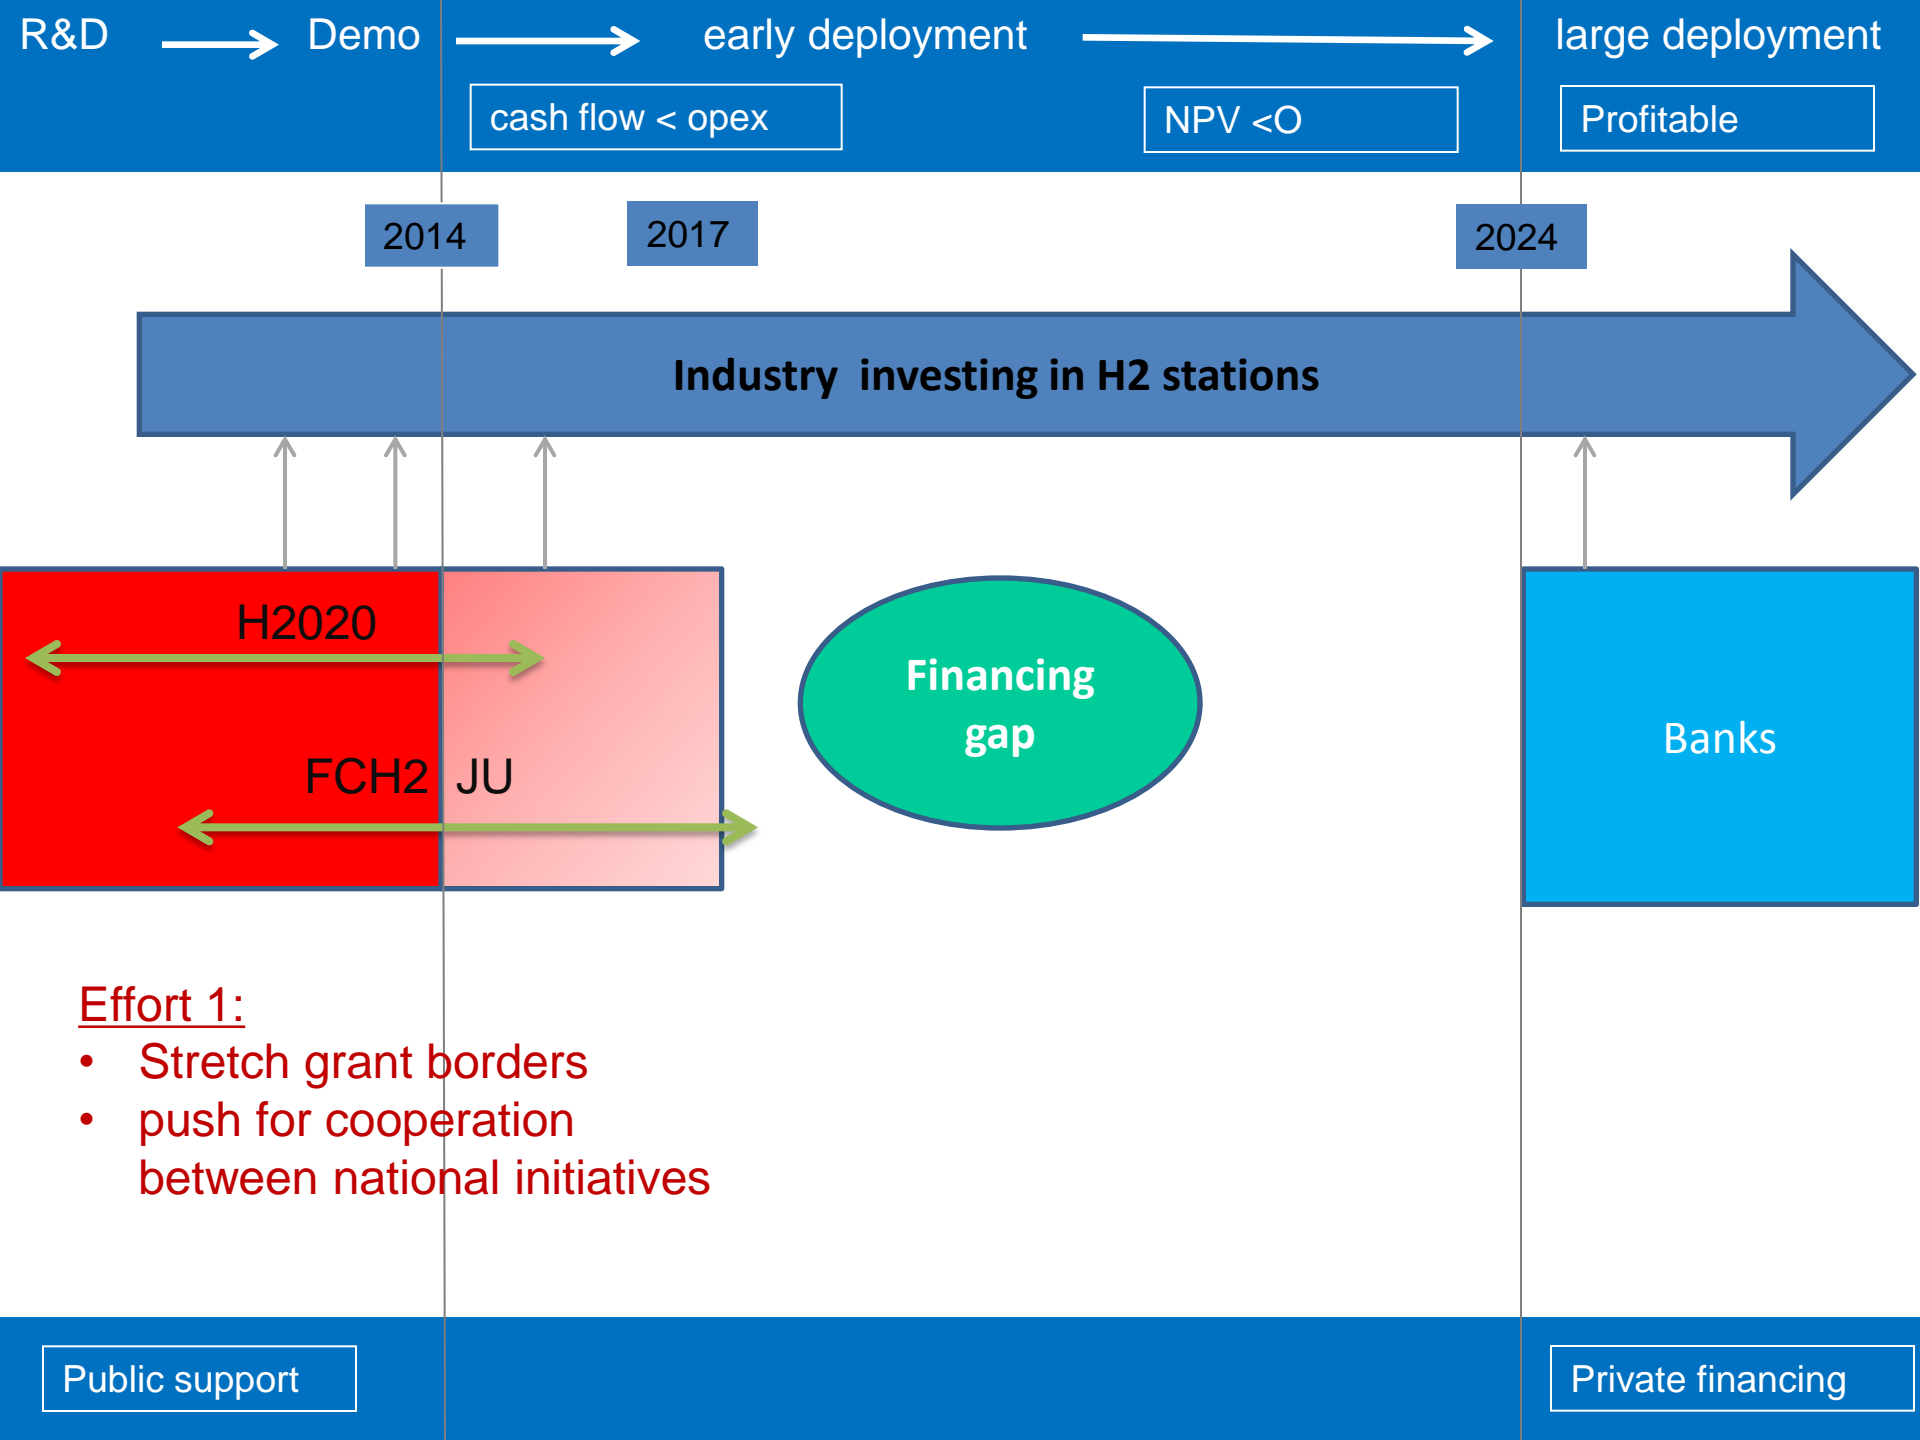 R&D
Demo
early deployment
large deployment
cash flow < opex
NPV <O
Profitable
2014
2017
2024
Industry investing in H2 stations
H2020
FCH2 JU
Financing
gap
Banks
Effort 1:
• Stretch grant borders
• push for cooperation
between national initiatives
Public support
Private financing